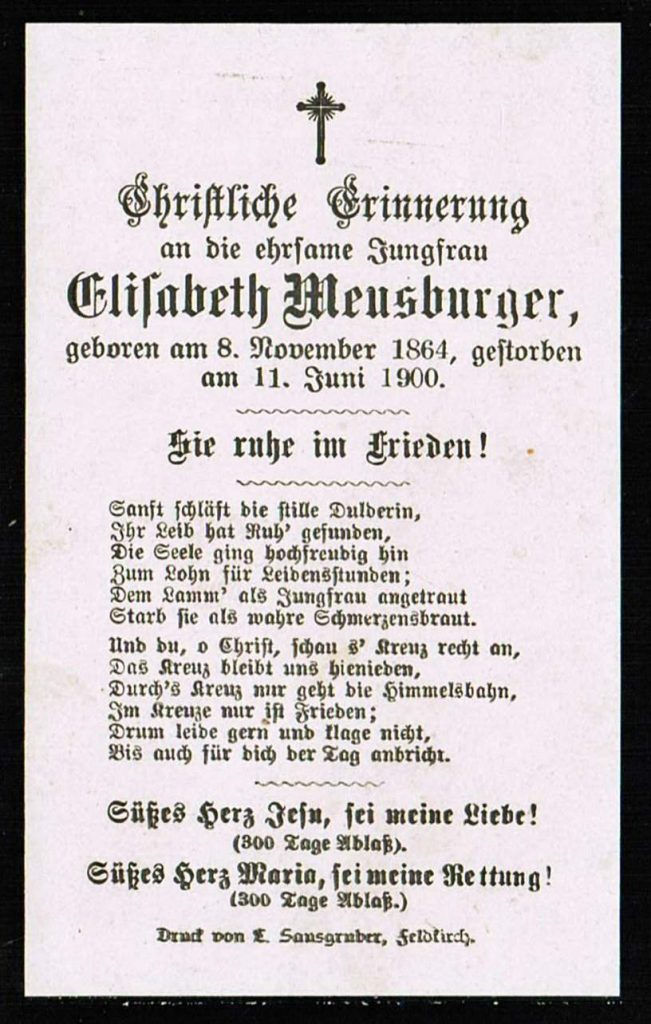 Christliche Erinnerung
an die ehrsame Jungfrau
Elisabeth Meusburger,
geboren am 8. November 1864, gestorben
am 11. Juni 1900.
Sie ruhe im Frieden!
Sanft schläft die stille Dulderin,
Ihr Leib hat Ruh' gefunden,
Die Seele ging hochfreudig hin
Zum Lohn für Leidensstunden;
Dem Lamm' als Jungfrau angetraut
Starb sie als wahre Schmerzensbraut.
Und du, o Christ, schau s' Kreuz recht an,
Das Kreuz bleibt uns hienieden,
Durch's Kreuz nur geht die Himmelsbahn,
Im Kreuze nur ist Frieden;
Drum leide gern und klage nicht,
Bis auch für dich der Tag anbricht.
Süßes Herz Jesu, sei meine Liebe!
(300 Tage Ablaß).
Süßes Herz Maria, sei meine Rettung!
(300 Tage Ablaß.)
Druck von L. Sausgruber, Feldkirch.